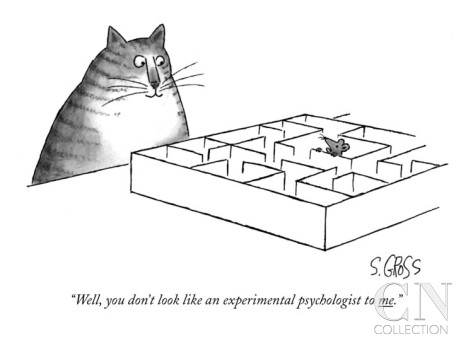 S. GROSS
“Well, you don’t look like an experimental psychologist to me.”
CN
COLLECTION